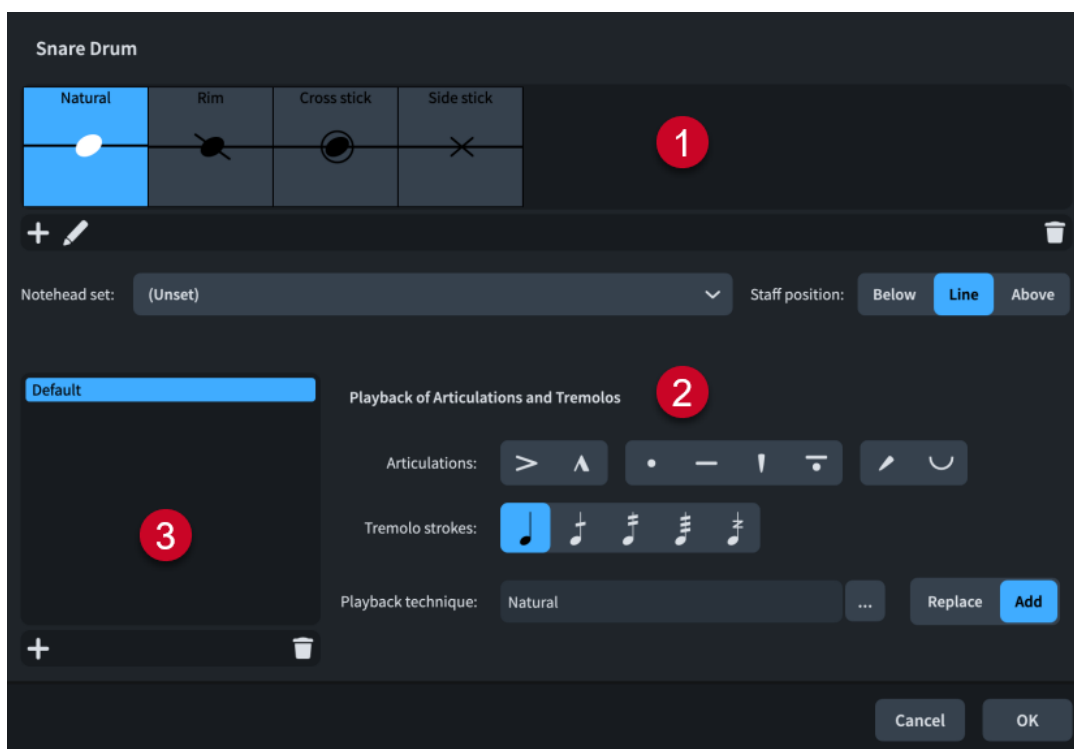 Snare Drum
Natural Rim Cross stick Side stick
1
Notehead set: (Unset) Staff position: Below Line Above
Default
Playback of Articulations and Tremolos
2
Articulations:
Tremolo strokes:
3
Playback technique: Natural ... Replace Add
Cancel OK